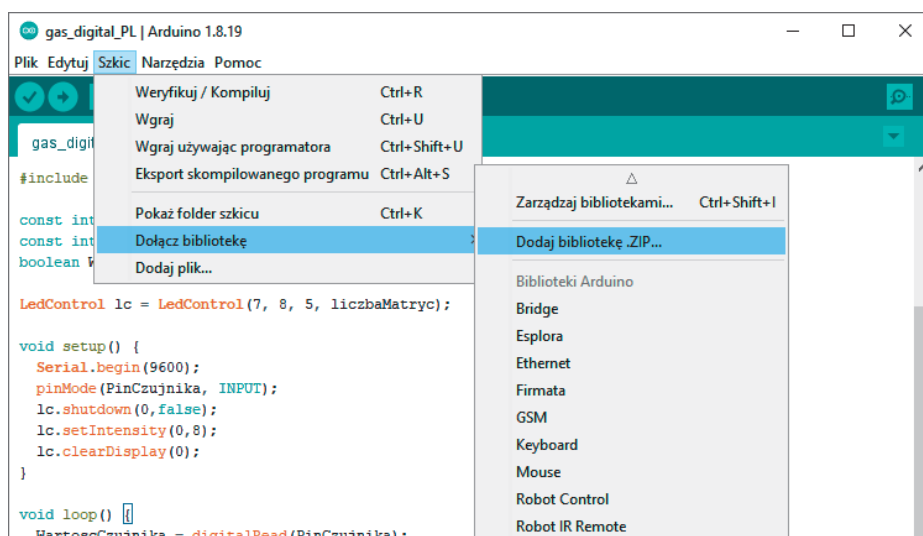 gas_digital_PL | Arduino 1.8.19
Plik Edytuj Szkic Narzędzia Pomoc
Weryfikuj / Kompiluj Ctrl+R
Wgraj Ctrl+U
Wgraj używając programatora Ctrl+Shift+U
Eksport skompilowanego programu Ctrl+Alt+S
Pokaż folder szkicu Ctrl+K
Dołącz bibliotekę
Dodaj plik...
Zarządzaj bibliotekami... Ctrl+Shift+I
Dodaj bibliotekę .ZIP...
Biblioteki Arduino
Bridge
Esplora
Ethernet
Firmata
GSM
Keyboard
Mouse
Robot Control
Robot IR Remote
gas_digi
#include
const int
const int
boolean
LedControl lc = LedControl(7, 8, 5, liczbaMatryc);
void setup() {
Serial.begin(9600);
pinMode(PinCzujnika, INPUT);
lc.shutdown(0,false);
lc.setIntensity(0,8);
lc.clearDisplay(0);
}
void loop() {
WartoscCzujnika = digitalRead(PinCzujnika);